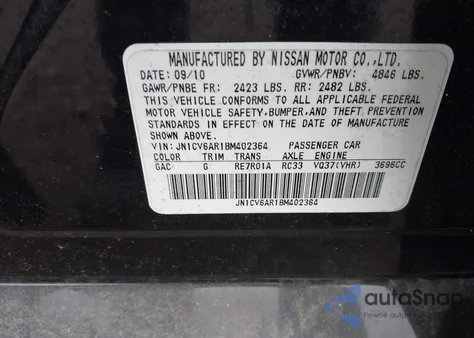 MANUFACTURED BY NISSAN MOTOR CO.,LTD.
DATE: 09/10 GVWR/PNBV: 4846 LBS.
GAWR/PNBE FR: 2423 LBS. RR: 2482 LBS.
THIS VEHICLE CONFORMS TO ALL APPLICABLE FEDERAL
MOTOR VEHICLE SAFETY,BUMPER,AND THEFT PREVENTION
STANDARDS IN EFFECT ON THE DATE OF MANUFACTURE
SHOWN ABOVE.
VIN: JN1CV6AR1BM402364 PASSENGER CAR
COLOR TRIM TRANS AXLE ENGINE
GAC G RE7R01A RC33 VQ37(VHR) 3696CC
JN1CV6AR1BM402364
autoSnap
Pewne auto ze